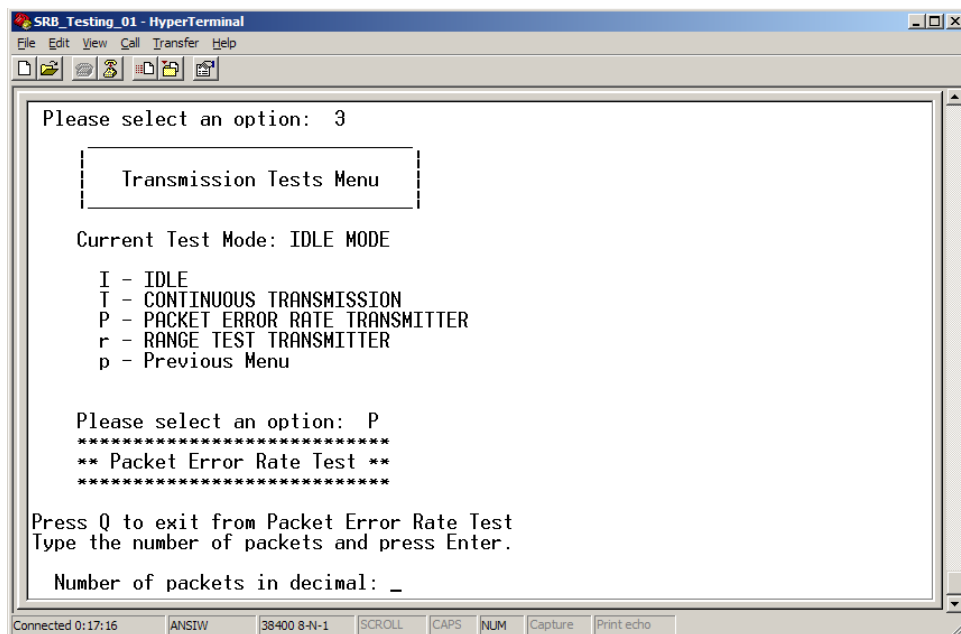 SRB_Testing_01 - HyperTerminal
File Edit View Call Transfer Help
Please select an option: 3
Transmission Tests Menu
Current Test Mode: IDLE MODE
I - IDLE
T - CONTINUOUS TRANSMISSION
P - PACKET ERROR RATE TRANSMITTER
r - RANGE TEST TRANSMITTER
p - Previous Menu
Please select an option: P
****************************
** Packet Error Rate Test **
****************************
Press Q to exit from Packet Error Rate Test
Type the number of packets and press Enter.
Number of packets in decimal: _
Connected 0:17:16 ANSIW 38400 8-N-1 SCROLL CAPS NUM Capture Print echo